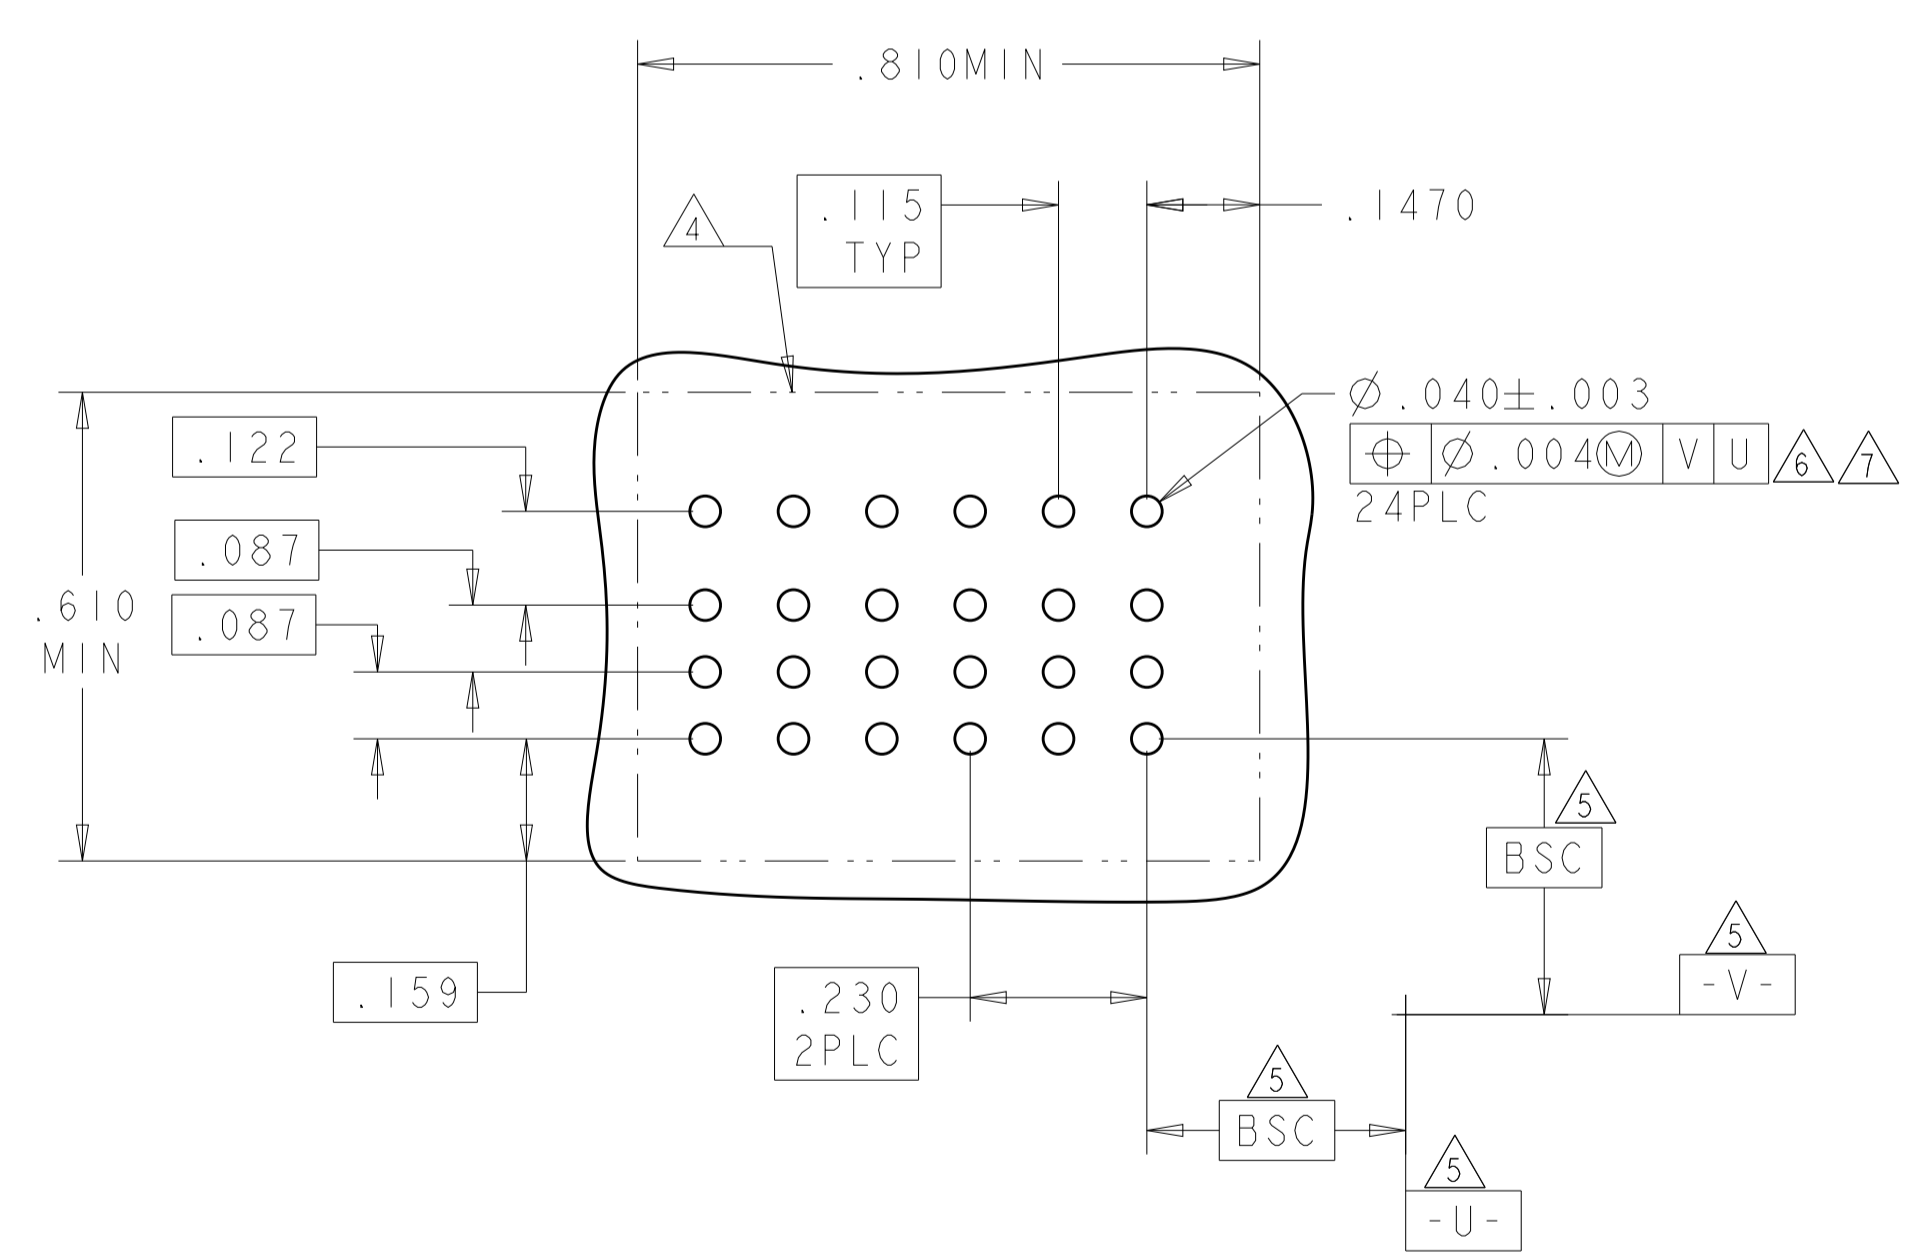 .810MIN
.115
TYP
.1470
4
Ø.040±.003
⌖ Ø.004Ⓜ V U 6 7
24PLC
.122
.087
.087
.610
MIN
5
BSC
5
-V-
.159
.230
2PLC
5
BSC
5
-U-